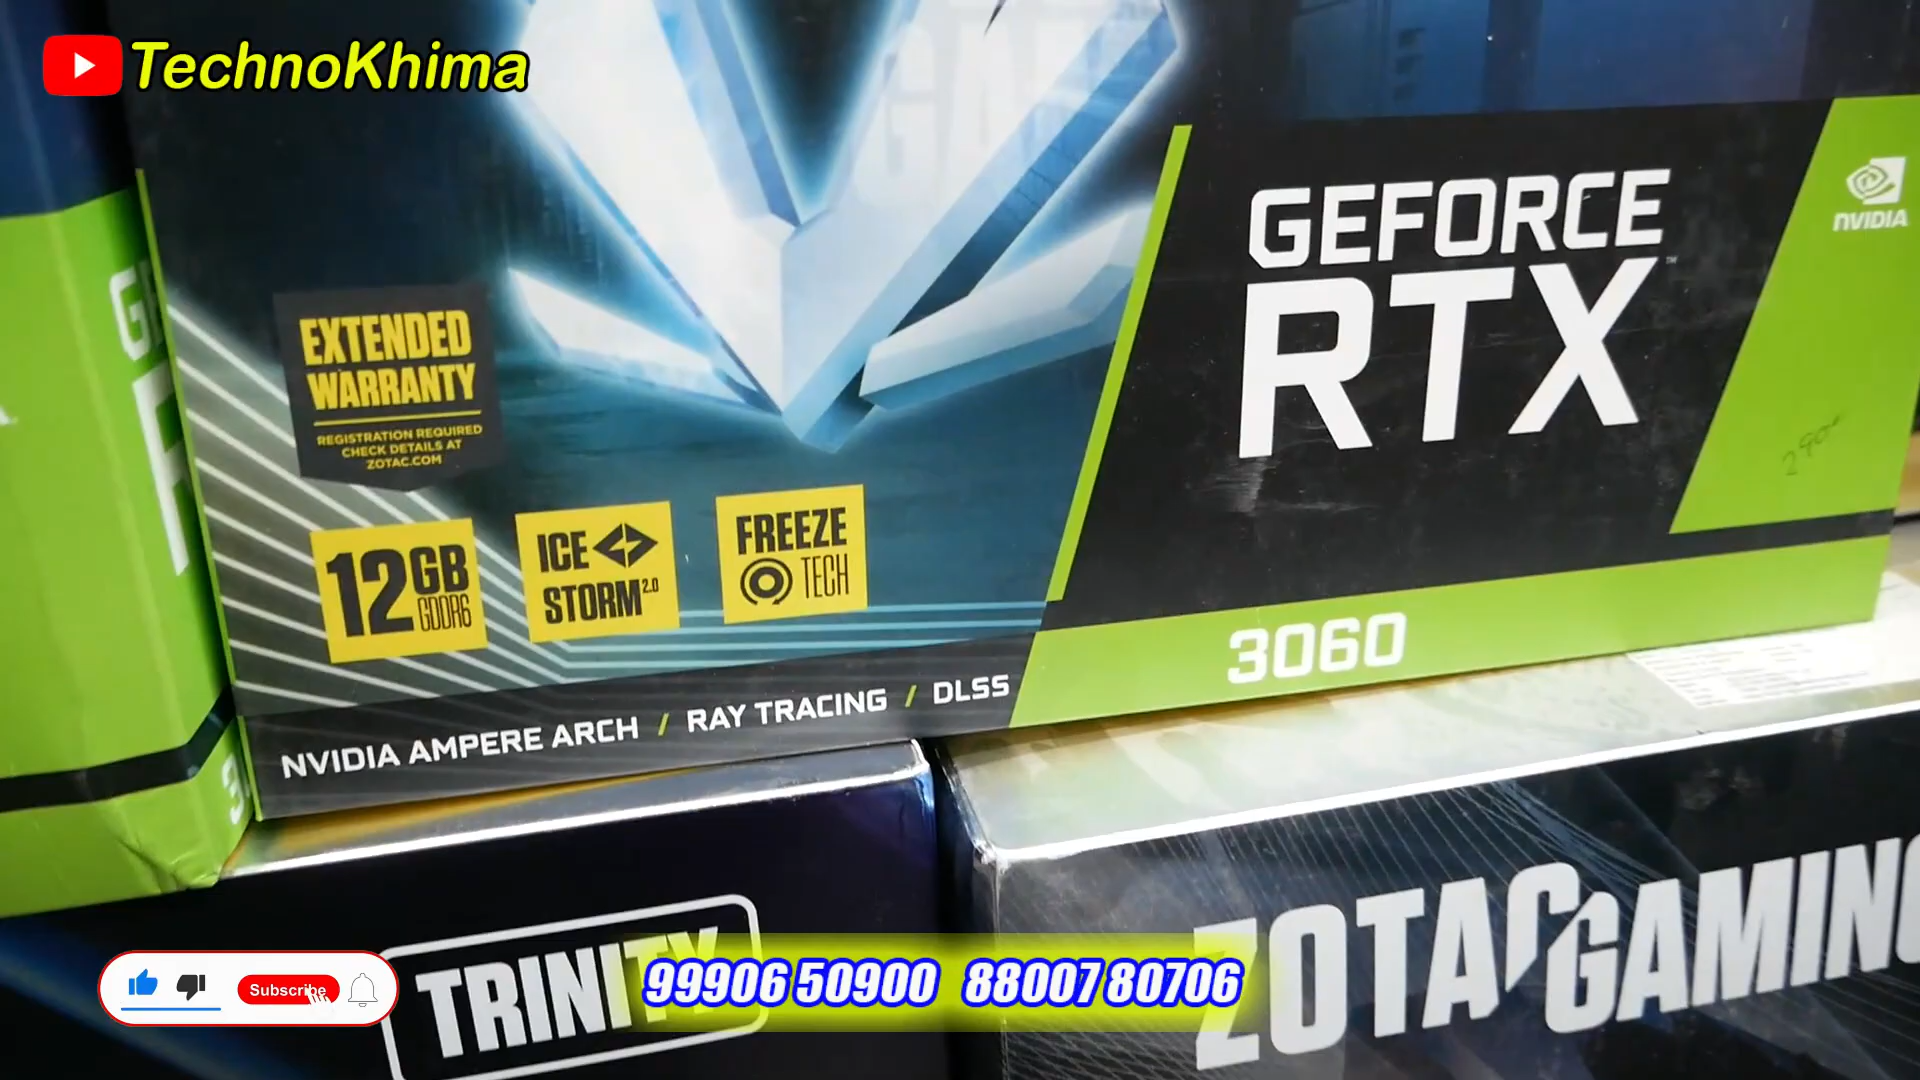 TechnoKhima
GEFORCE
RTX
NVIDIA
EXTENDED
WARRANTY
REGISTRATION REQUIRED
CHECK DETAILS AT
ZOTAC.COM
12GB
GDDR6
ICE
STORM 2.0
FREEZE
TECH
3060
NVIDIA AMPERE ARCH / RAY TRACING / DLSS
TRINITY
ZOTAC GAMING
Subscribe
99906 50900 88007 80706